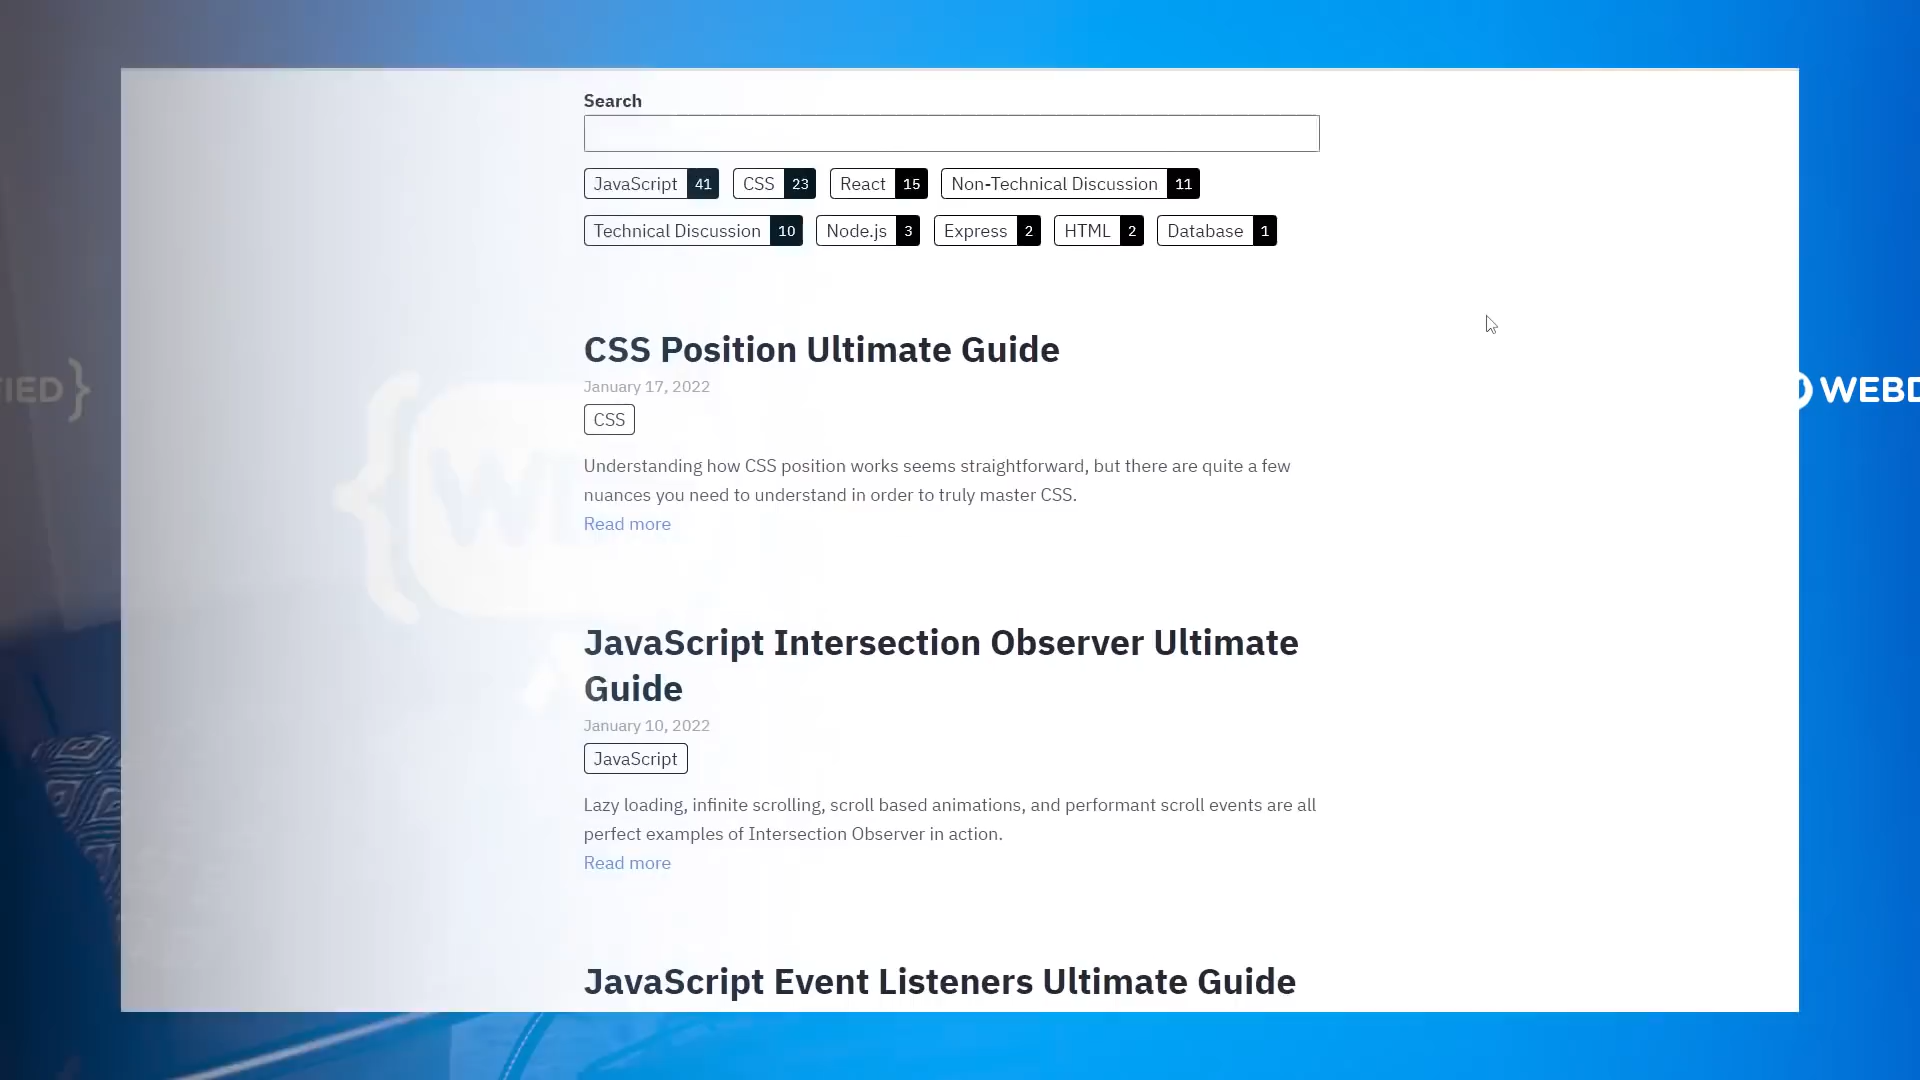 Search
JavaScript 41 CSS 23 React 15 Non-Technical Discussion 11
Technical Discussion 10 Node.js 3 Express 2 HTML 2 Database 1
CSS Position Ultimate Guide
January 17, 2022
CSS
Understanding how CSS position works seems straightforward, but there are quite a few
nuances you need to understand in order to truly master CSS.
Read more
JavaScript Intersection Observer Ultimate
Guide
January 10, 2022
JavaScript
Lazy loading, infinite scrolling, scroll based animations, and performant scroll events are all
perfect examples of Intersection Observer in action.
Read more
JavaScript Event Listeners Ultimate Guide